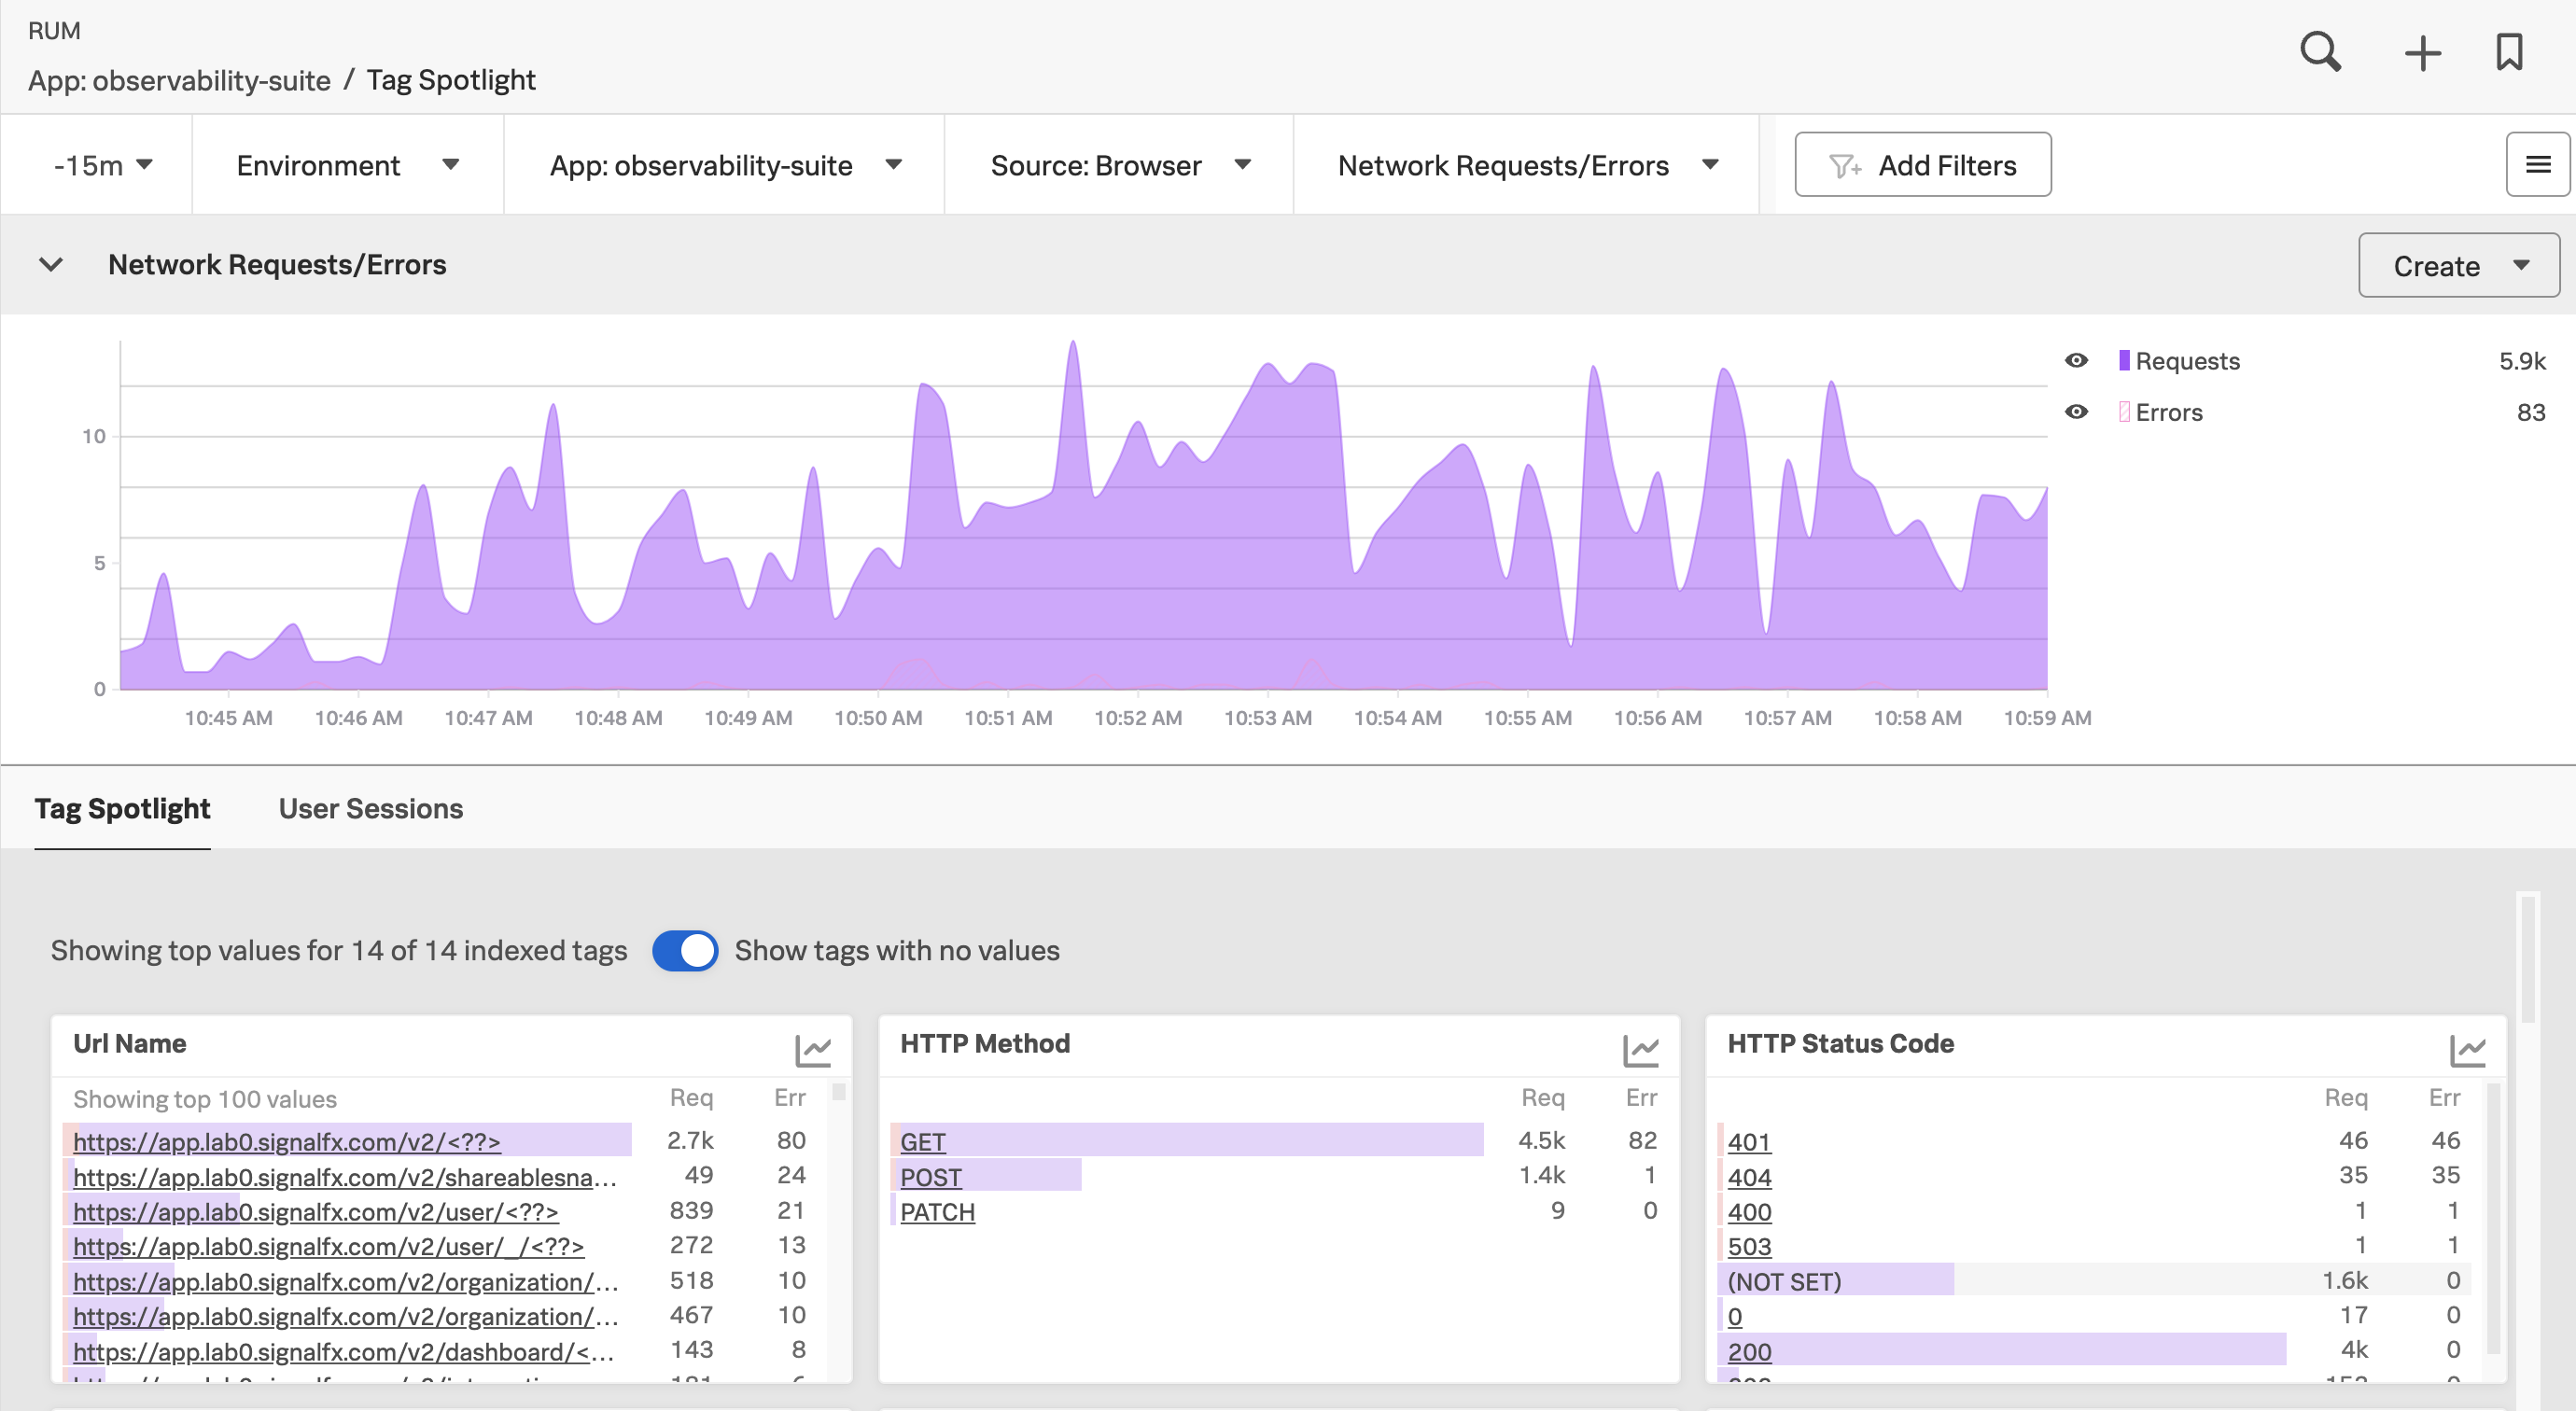 RUM
App: observability-suite / Tag Spotlight
-15m
Environment
App: observability-suite
Source: Browser
Network Requests/Errors
Add Filters
Network Requests/Errors
Create
Requests 5.9k
Errors 83
10
5
0
10:45 AM 10:46 AM 10:47 AM 10:48 AM 10:49 AM 10:50 AM 10:51 AM 10:52 AM 10:53 AM 10:54 AM 10:55 AM 10:56 AM 10:57 AM 10:58 AM 10:59 AM
Tag Spotlight
User Sessions
Showing top values for 14 of 14 indexed tags
Show tags with no values
Url Name
Showing top 100 values Req Err
https://app.lab0.signalfx.com/v2/<??> 2.7k 80
https://app.lab0.signalfx.com/v2/shareablesna... 49 24
https://app.lab0.signalfx.com/v2/user/<??> 839 21
https://app.lab0.signalfx.com/v2/user/_/<??> 272 13
https://app.lab0.signalfx.com/v2/organization/... 518 10
https://app.lab0.signalfx.com/v2/organization/... 467 10
https://app.lab0.signalfx.com/v2/dashboard/<... 143 8
HTTP Method
Req Err
GET 4.5k 82
POST 1.4k 1
PATCH 9 0
HTTP Status Code
Req Err
401 46 46
404 35 35
400 1 1
503 1 1
(NOT SET) 1.6k 0
0 17 0
200 4k 0